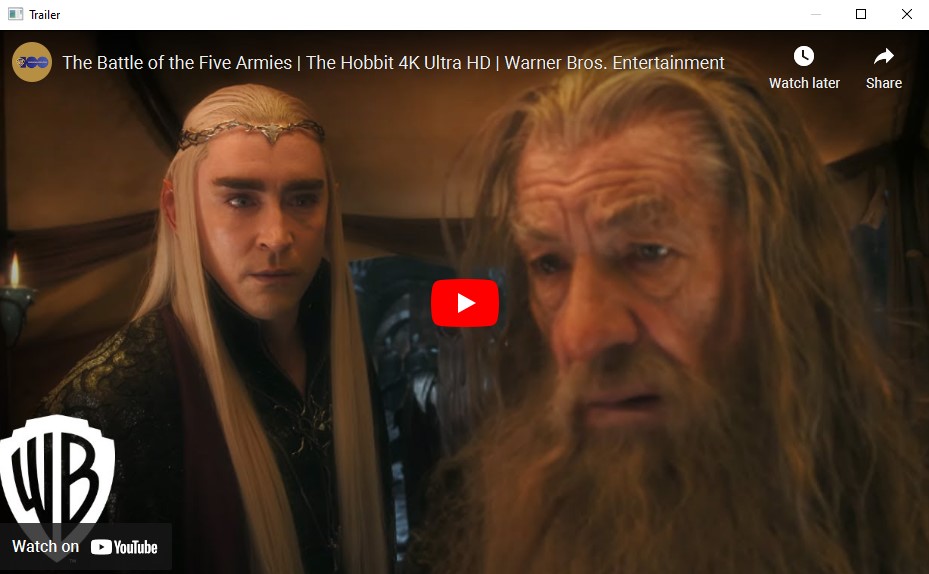 Trailer
The Battle of the Five Armies | The Hobbit 4K Ultra HD | Warner Bros. Entertainment
Watch later
Share
WB
Watch on YouTube